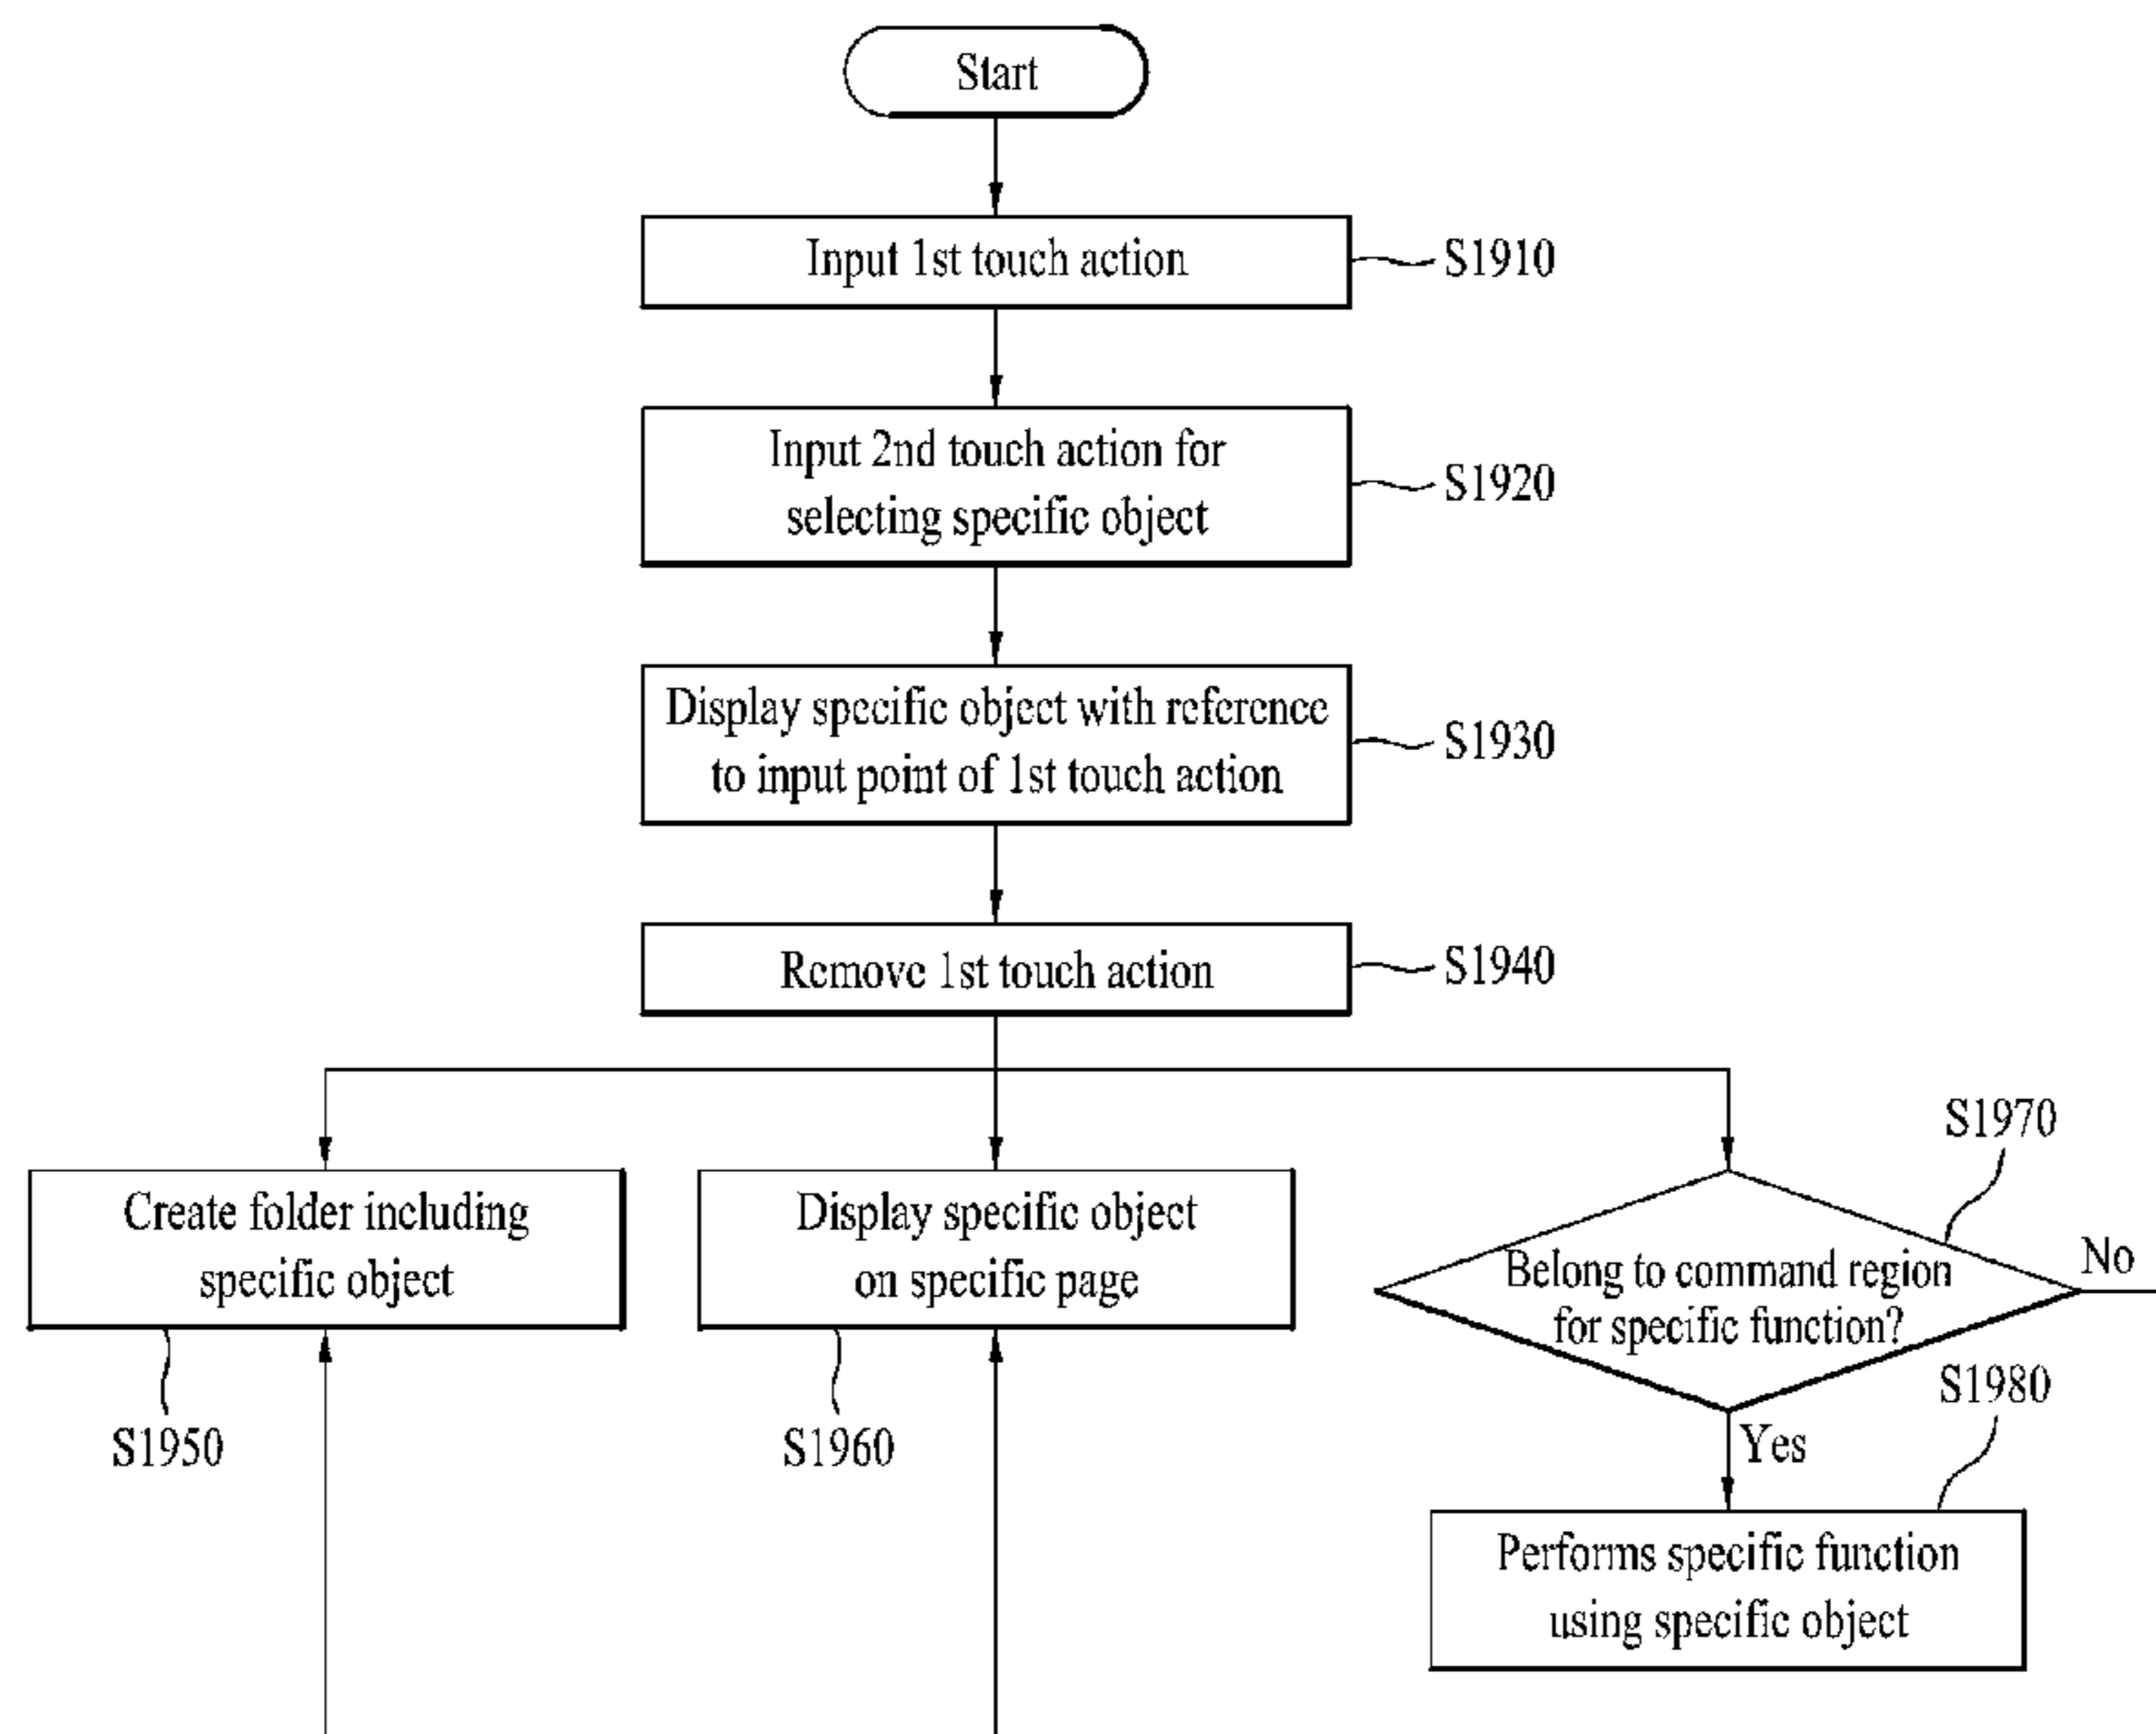 Start
Input 1st touch action
S1910
Input 2nd touch action for
selecting specific object
S1920
Display specific object with reference
to input point of 1st touch action
S1930
Remove 1st touch action
S1940
Create folder including
specific object
S1950
Display specific object
on specific page
S1960
S1970
Belong to command region
for specific function?
No
Yes
S1980
Performs specific function
using specific object